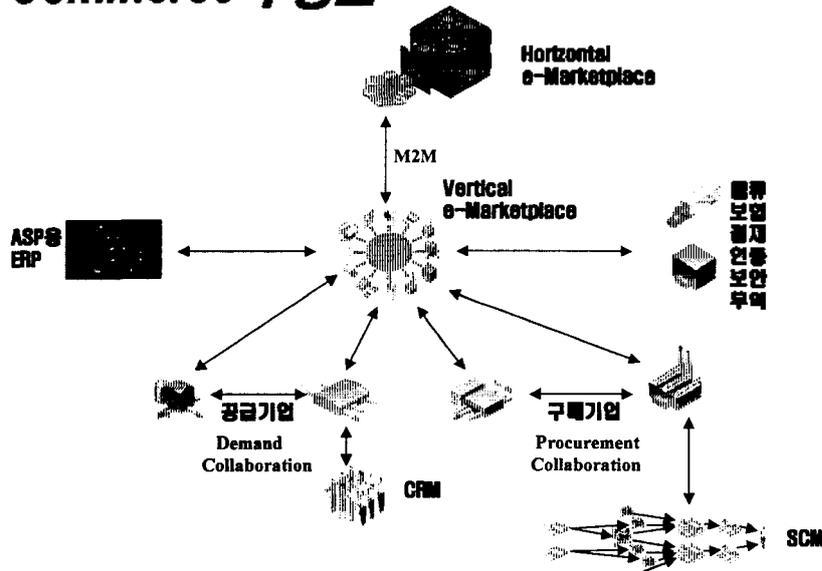 Horizontal
e-Marketplace
M2M
Vertical
e-Marketplace
ASP용
ERP
물류
보험
결재
인증
보안
무역
공급기업
Demand
Collaboration
구매기업
Procurement
Collaboration
CRM
SCM